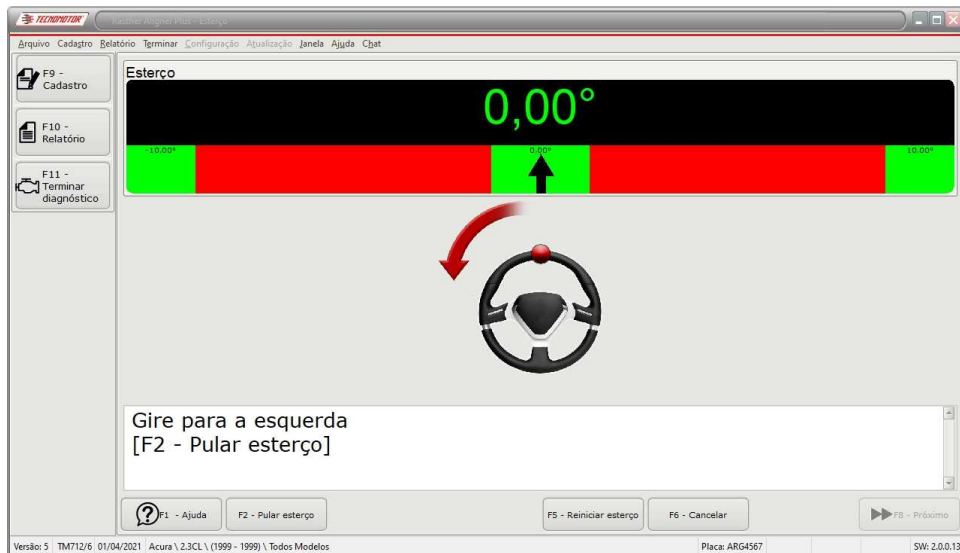 TECNOMOTOR
Rasther Aligner Plus - Esterço
Arquivo Cadastro Relatório Terminar Configuração Atualização Janela Ajuda Chat
F9 -
Cadastro
F10 -
Relatório
F11 -
Terminar
diagnóstico
Esterço
0,00°
-10.00° 0.00° 10.00°
Gire para a esquerda
[F2 - Pular esterço]
F1 - Ajuda F2 - Pular esterço F5 - Reiniciar esterço F6 - Cancelar F8 - Próximo
Versão: 5 TM712/6 01/04/2021 Acura \ 2.3CL \ (1999 - 1999) \ Todos Modelos Placa: ARG4567 SW: 2.0.0.13